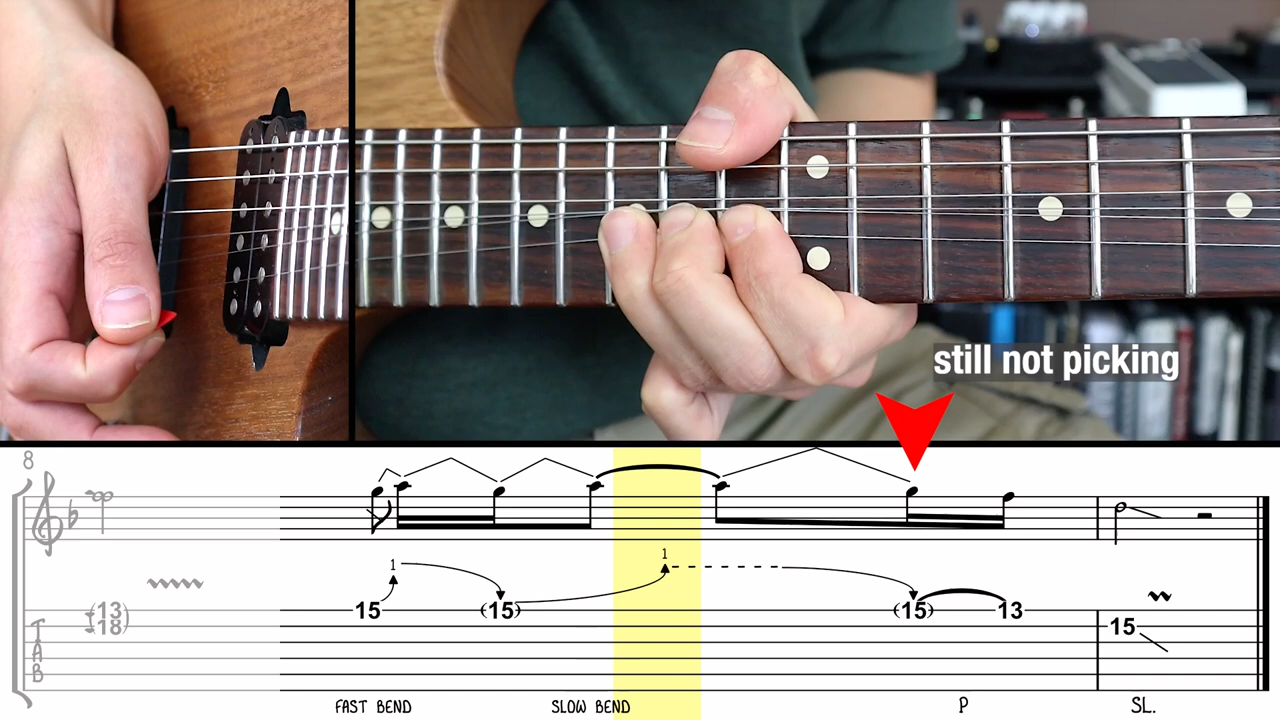 still not picking
8
1 1
15 (15) (15) 13
(13)
(18) 15
T
A
B
FAST BEND SLOW BEND P SL.